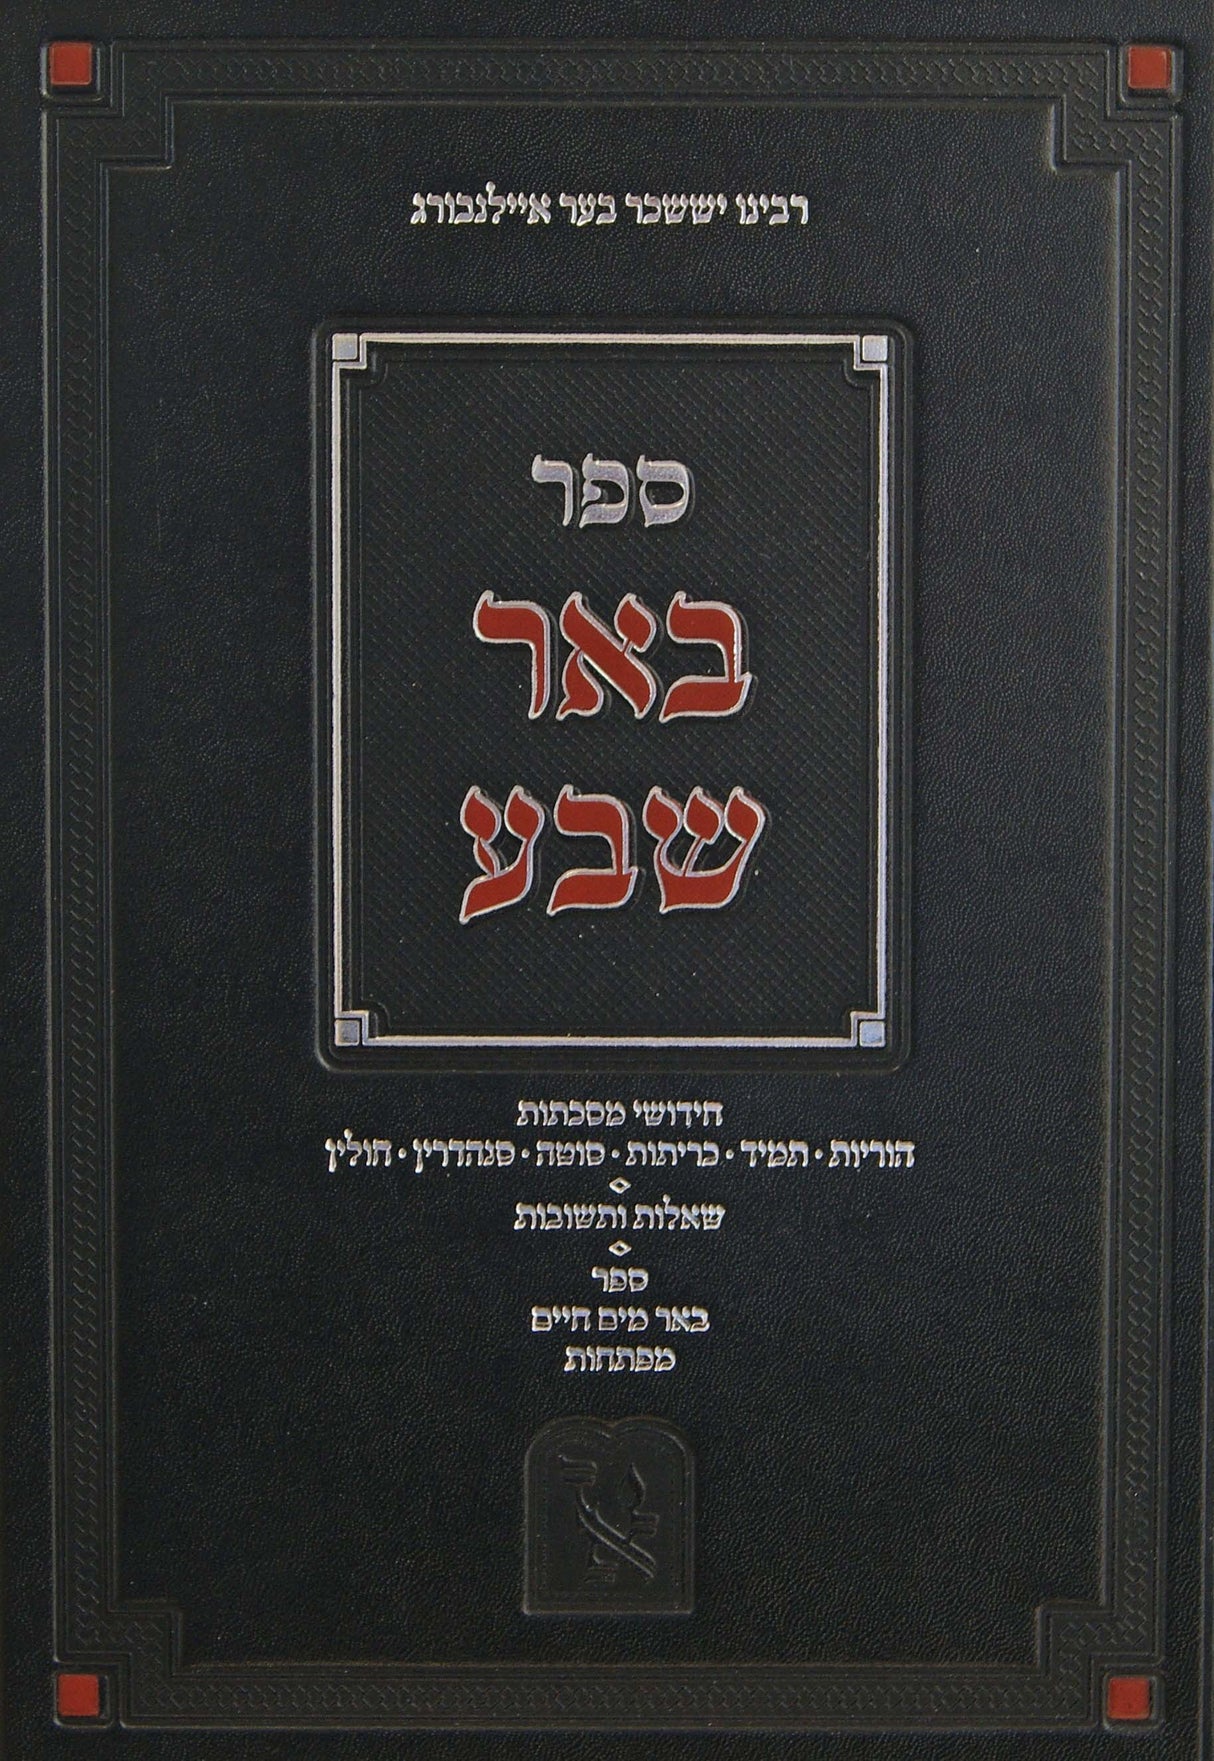 רבינו יששכר בער איילנבורג
ספר
באר
שבע
חידושי מסכתות
הוריות • תמיד • כריתות • סוטה • סנהדרין • חולין
שאלות ותשובות
ספר
באר מים חיים
מפתחות